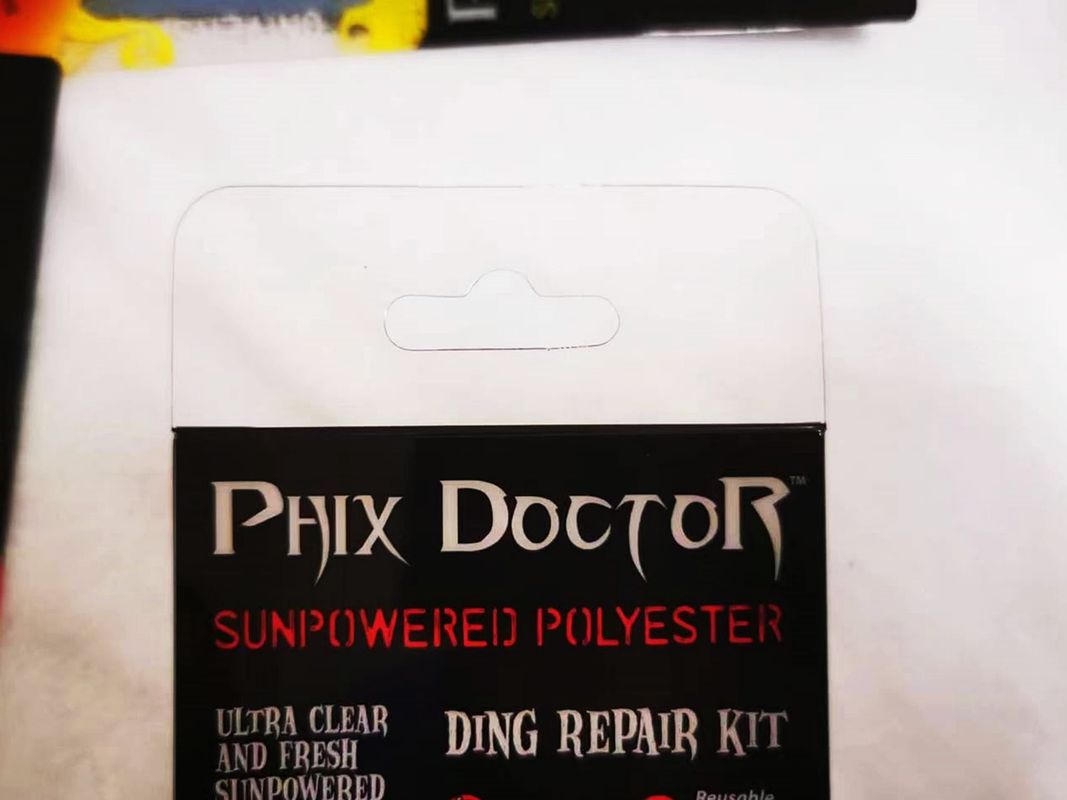 PHIX DOCTOR™
SUNPOWERED POLYESTER
ULTRA CLEAR
AND FRESH
SUNPOWERED
DING REPAIR KIT
Reusable